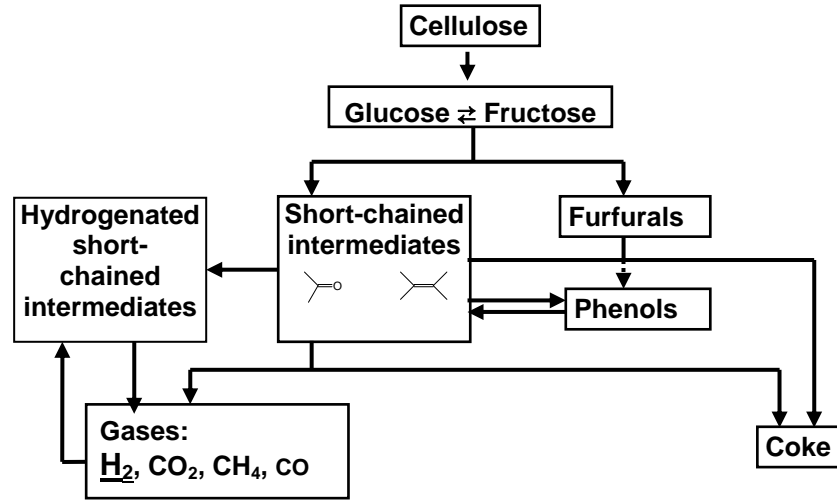 Cellulose
Glucose ⇄ Fructose
Hydrogenated
short-
chained
intermediates
Short-chained
intermediates
O
Furfurals
Phenols
Gases:
H₂, CO₂, CH₄, CO
Coke